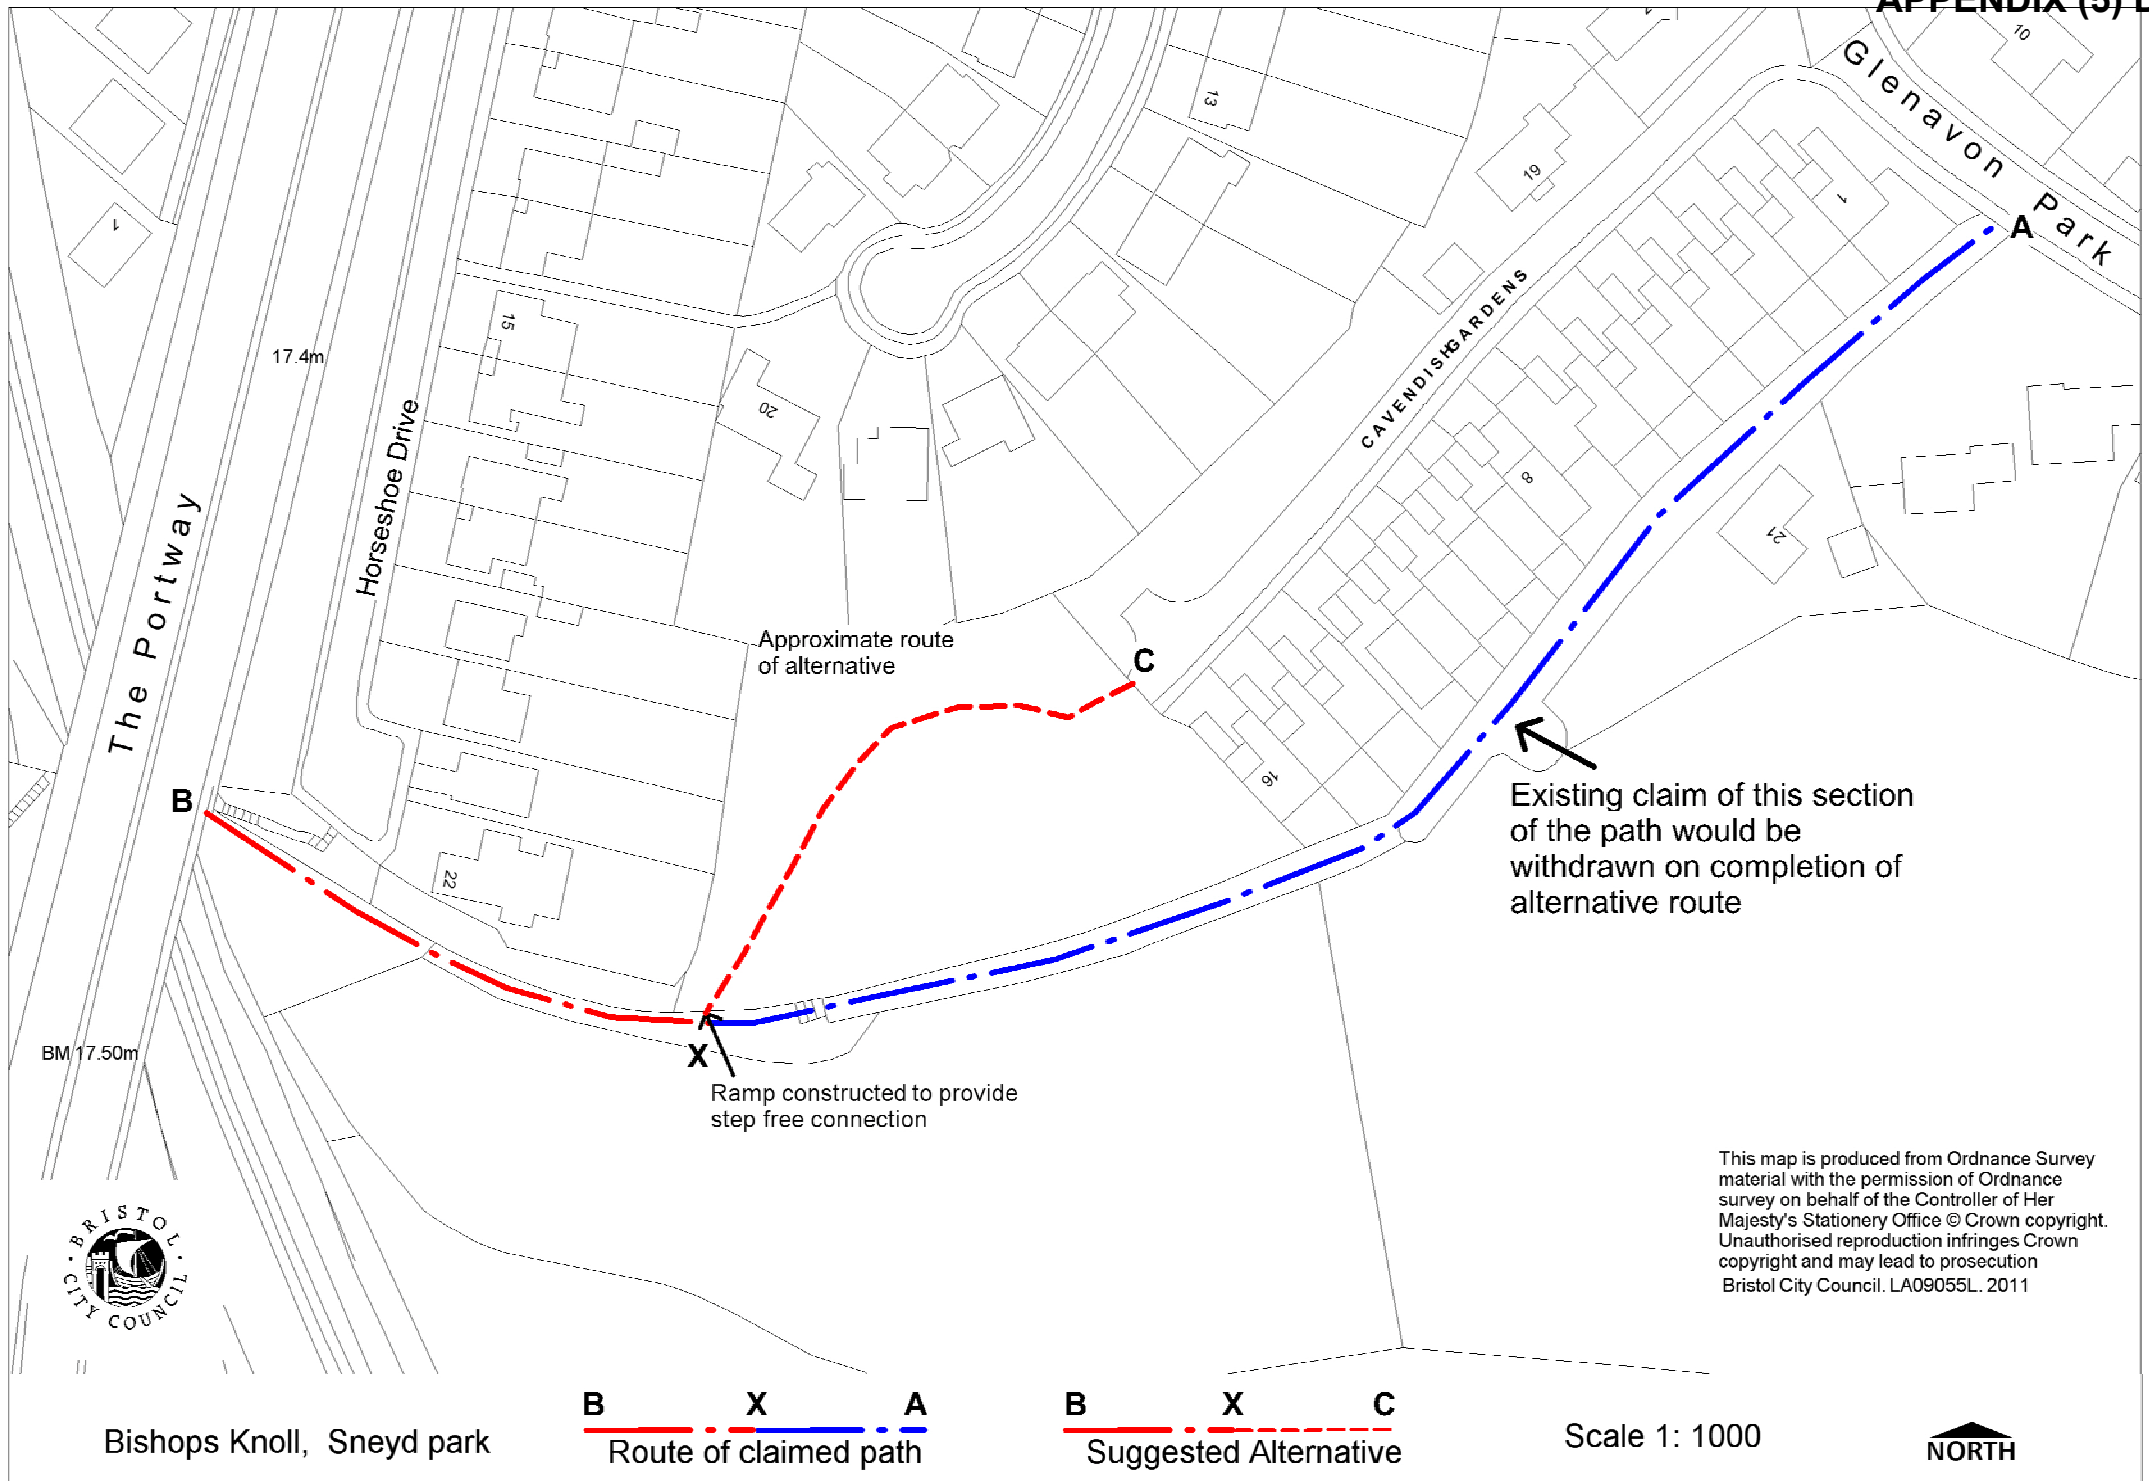 APPENDIX (5)
10
Glenavon Park
13
19
1
1
A
15
17.4m
CAVENDISH GARDENS
20
Horseshoe Drive
8
21
The Portway
Approximate route
of alternative
C
B
16
Existing claim of this section
of the path would be
withdrawn on completion of
alternative route
22
BM 17.50m
X
Ramp constructed to provide
step free connection
This map is produced from Ordnance Survey
material with the permission of Ordnance
survey on behalf of the Controller of Her
Majesty's Stationery Office © Crown copyright.
Unauthorised reproduction infringes Crown
copyright and may lead to prosecution
Bristol City Council. LA09055L. 2011
BRISTOL
CITY COUNCIL
B X A
B X C
Bishops Knoll, Sneyd park
Route of claimed path
Suggested Alternative
Scale 1: 1000
NORTH